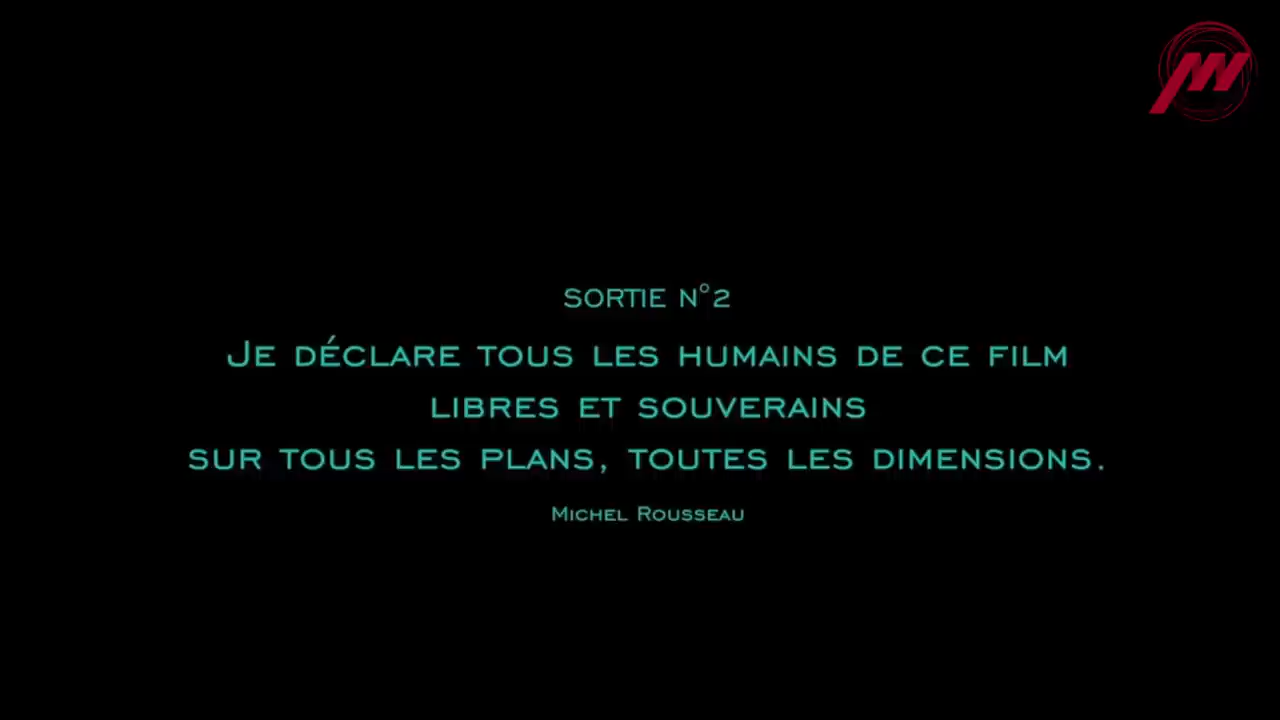 SORTIE N°2
JE DÉCLARE TOUS LES HUMAINS DE CE FILM
LIBRES ET SOUVERAINS
SUR TOUS LES PLANS, TOUTES LES DIMENSIONS.
MICHEL ROUSSEAU